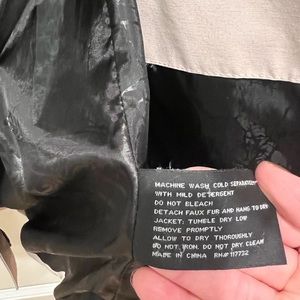 MACHINE WASH COLD SEPARATELY
WITH MILD DETERGENT
DO NOT BLEACH
DETACH FAUX FUR AND HANG TO DRY
JACKET: TUMBLE DRY LOW
REMOVE PROMPTLY
ALLOW TO DRY THOROUGHLY
DO NOT IRON. DO NOT DRY CLEAN
MADE IN CHINA RN# 117732